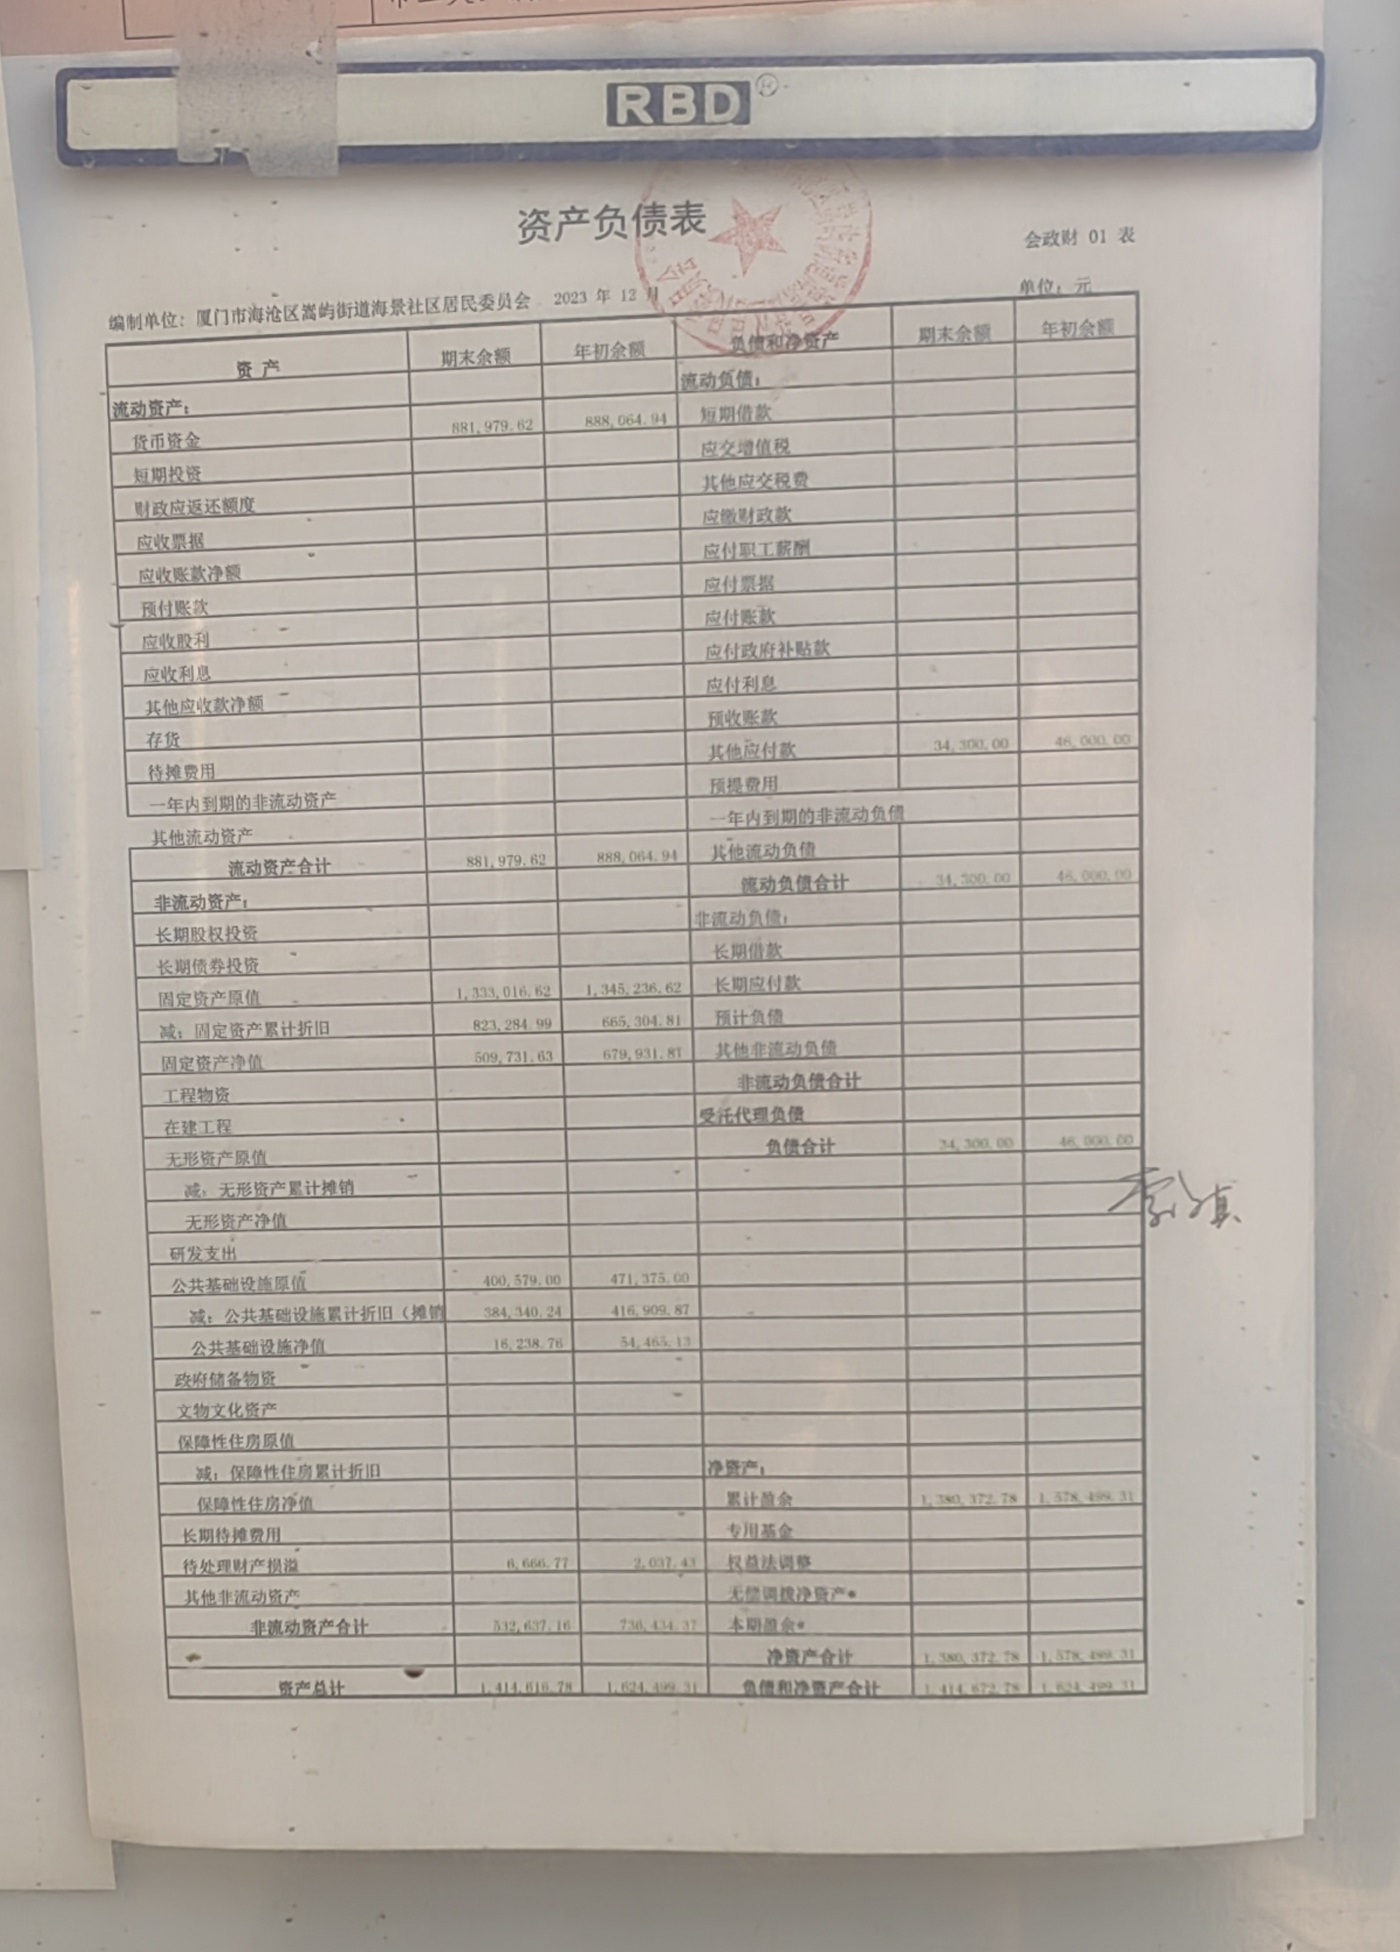 RBD®
资产负债表
会政财 01 表
编制单位：厦门市海沧区嵩屿街道海景社区居民委员会 2023 年 12 月 单位：元
资 产 期末余额 年初余额 负债和净资产 期末余额 年初余额
流动资产： 流动负债：
货币资金 881,979.62 888,064.94 短期借款
短期投资 应交增值税
财政应返还额度 其他应交税费
应收票据 应缴财政款
应收账款净额 应付职工薪酬
预付账款 应付票据
应收股利 应付账款
应收利息 应付政府补贴款
其他应收款净额 应付利息
存货 预收账款
待摊费用 其他应付款 34,300.00 46,000.00
一年内到期的非流动资产 预提费用
其他流动资产 一年内到期的非流动负债
流动资产合计 881,979.62 888,064.94 其他流动负债
非流动资产： 流动负债合计 34,300.00 46,000.00
长期股权投资 非流动负债：
长期债券投资 长期借款
固定资产原值 1,333,016.62 1,345,236.62 长期应付款
减：固定资产累计折旧 823,284.99 665,304.81 预计负债
固定资产净值 509,731.63 679,931.81 其他非流动负债
工程物资 非流动负债合计
在建工程 受托代理负债
无形资产原值 负债合计 34,300.00 46,000.00
减：无形资产累计摊销
无形资产净值
研发支出
公共基础设施原值 400,579.00 471,375.00
减：公共基础设施累计折旧（摊销 384,340.24 416,909.87
公共基础设施净值 16,238.76 54,465.13
政府储备物资
文物文化资产
保障性住房原值
减：保障性住房累计折旧 净资产：
保障性住房净值 累计盈余 1,380,372.78 1,578,499.31
长期待摊费用 专用基金
待处理财产损溢 6,666.77 2,037.43 权益法调整
其他非流动资产 无偿调拨净资产*
非流动资产合计 532,637.16 736,434.37 本期盈余*
净资产合计 1,380,372.78 1,578,499.31
资产总计 1,414,616.78 1,624,499.31 负债和净资产合计 1,414,672.78 1,624,499.31